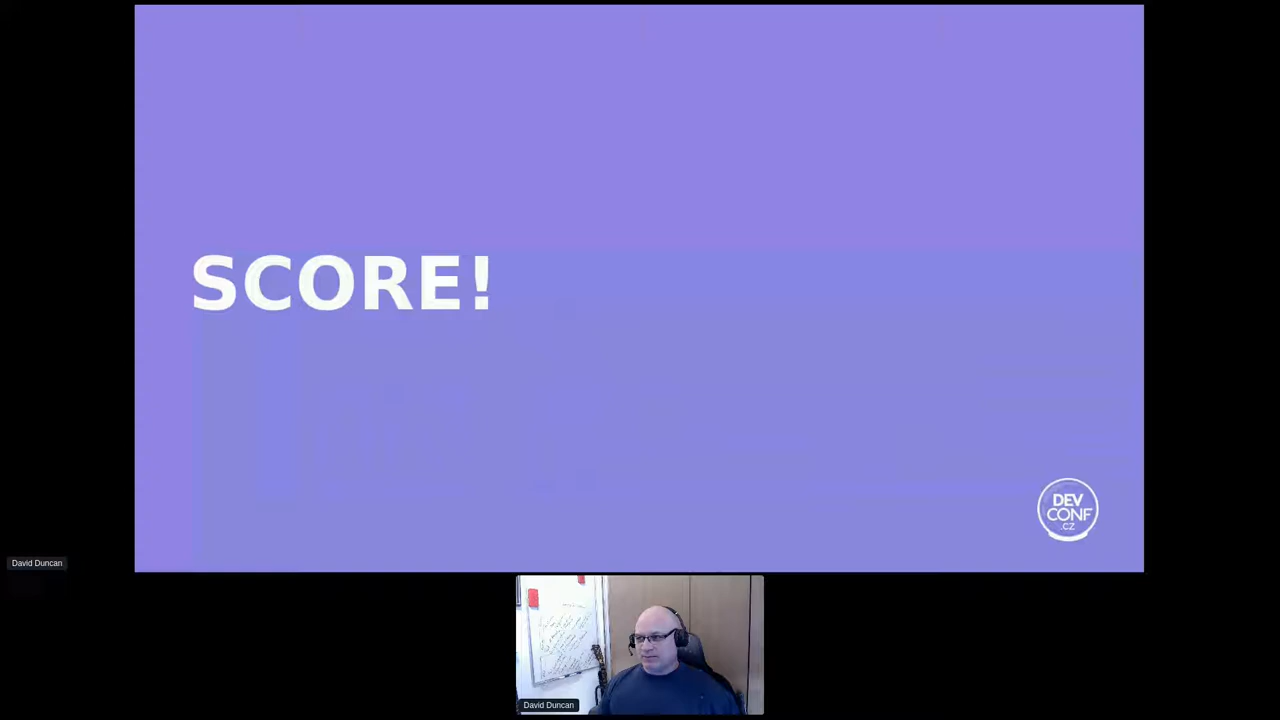 SCORE!
DEV
CONF
.CZ
David Duncan
David Duncan